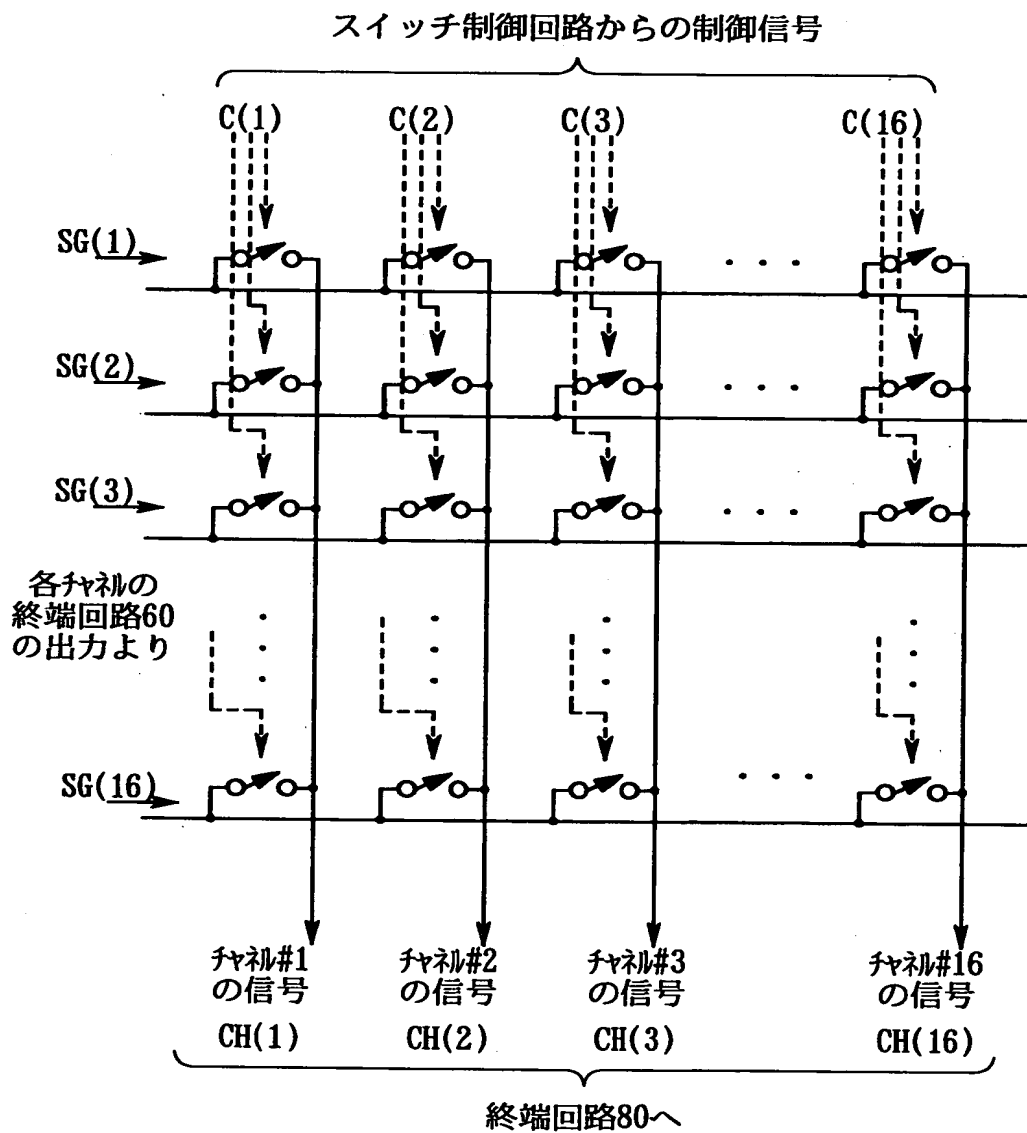 スイッチ制御回路からの制御信号
C(1)
C(2)
C(3)
C(16)
SG(1)
SG(2)
SG(3)
各チャネルの
終端回路60
の出力より
SG(16)
チャネル#1
の信号
CH(1)
チャネル#2
の信号
CH(2)
チャネル#3
の信号
CH(3)
チャネル#16
の信号
CH(16)
終端回路80へ